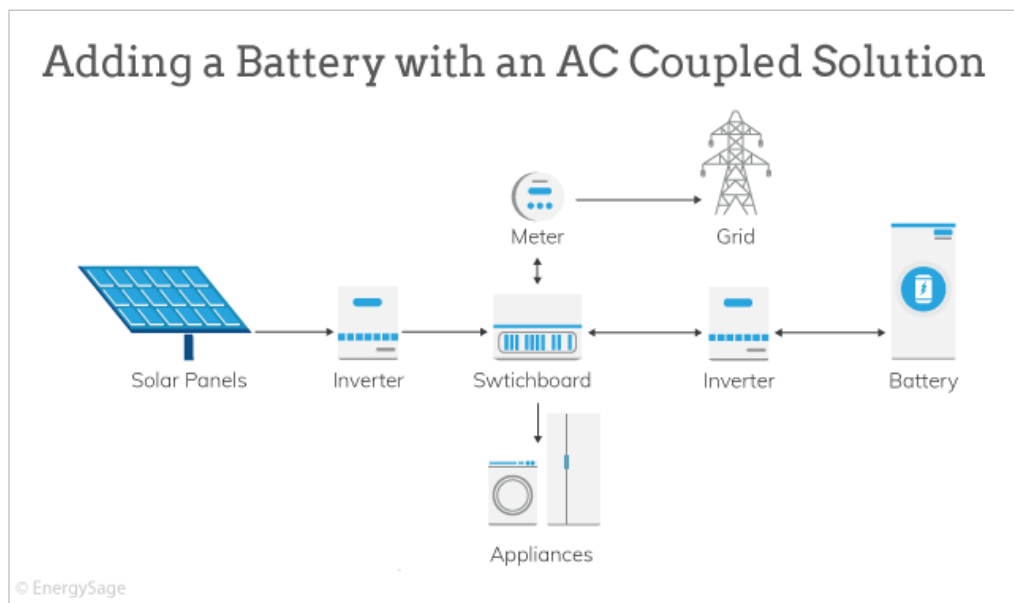 Adding a Battery with an AC Coupled Solution
Meter
Grid
Solar Panels
Inverter
Swtichboard
Inverter
Battery
Appliances
© EnergySage